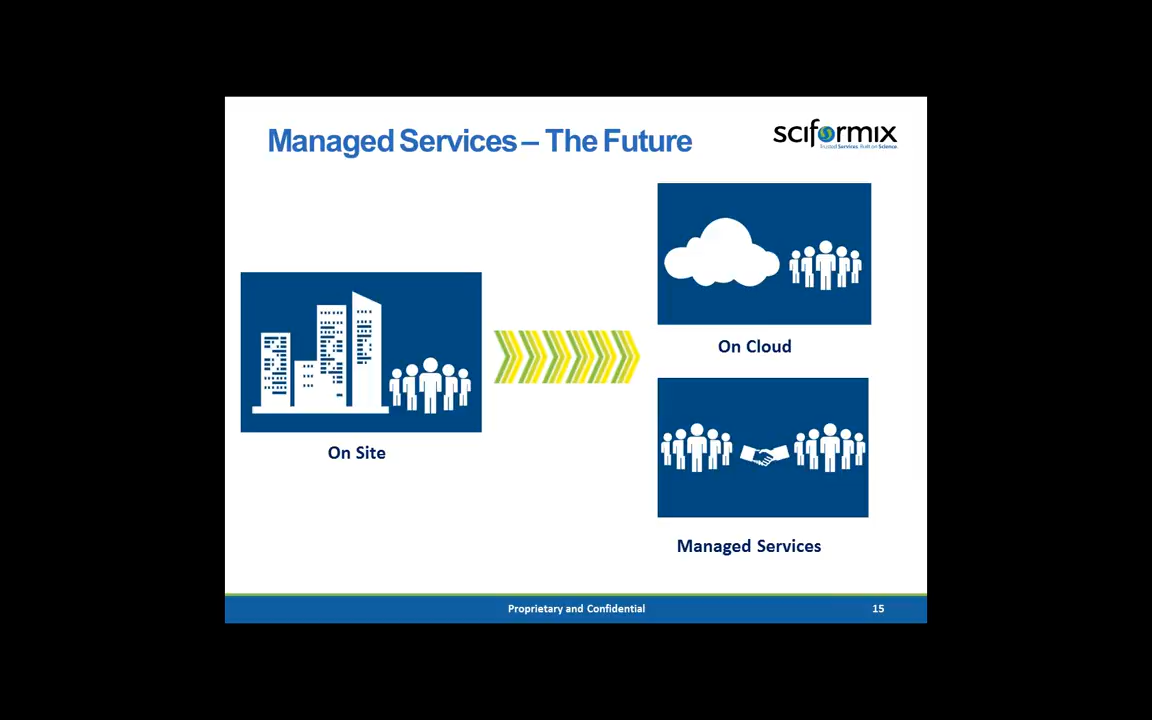 Managed Services – The Future
sciformix
Trusted Services. Built on Science.
On Cloud
On Site
Managed Services
Proprietary and Confidential
15